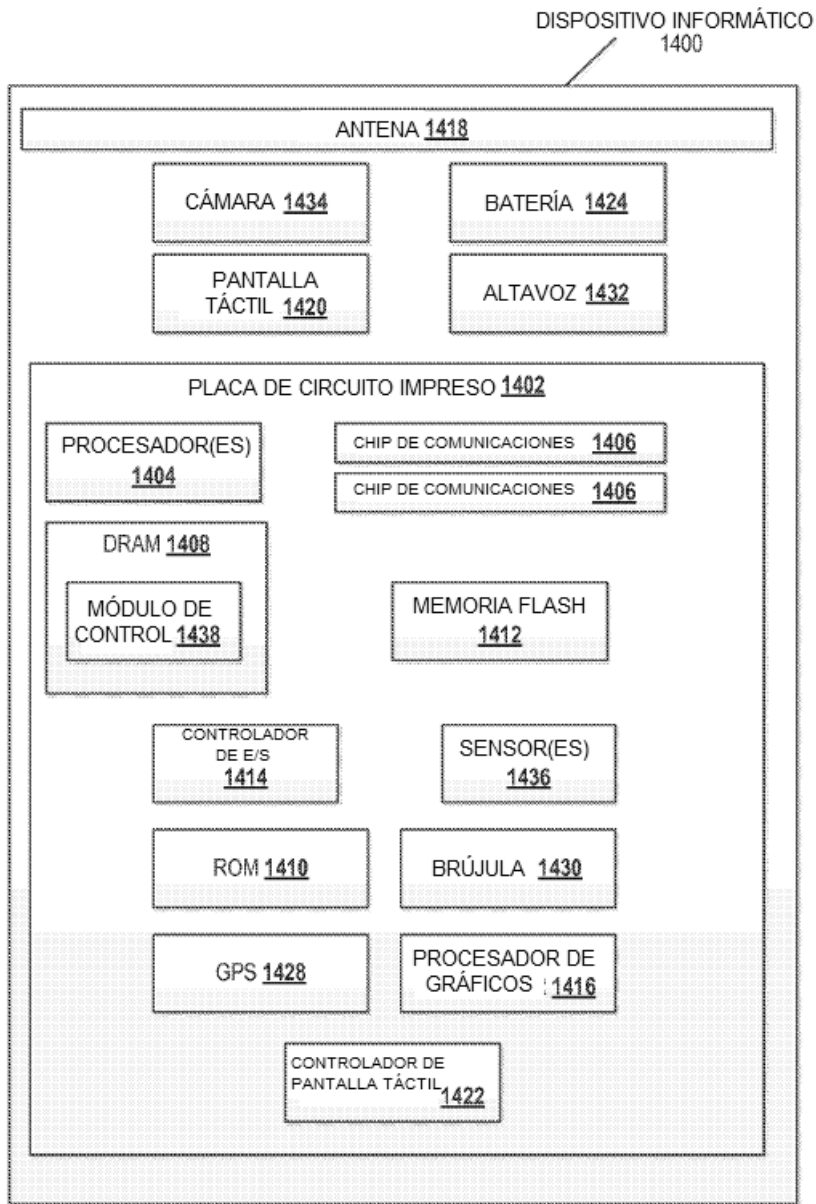 DISPOSITIVO INFORMÁTICO
1400
ANTENA 1418
CÁMARA 1434
BATERÍA 1424
PANTALLA
TÁCTIL 1420
ALTAVOZ 1432
PLACA DE CIRCUITO IMPRESO 1402
PROCESADOR(ES)
1404
CHIP DE COMUNICACIONES 1406
CHIP DE COMUNICACIONES 1406
DRAM 1408
MÓDULO DE
CONTROL 1438
MEMORIA FLASH
1412
CONTROLADOR
DE E/S
1414
SENSOR(ES)
1436
ROM 1410
BRÚJULA 1430
GPS 1428
PROCESADOR DE
GRÁFICOS 1416
CONTROLADOR DE
PANTALLA TÁCTIL 1422